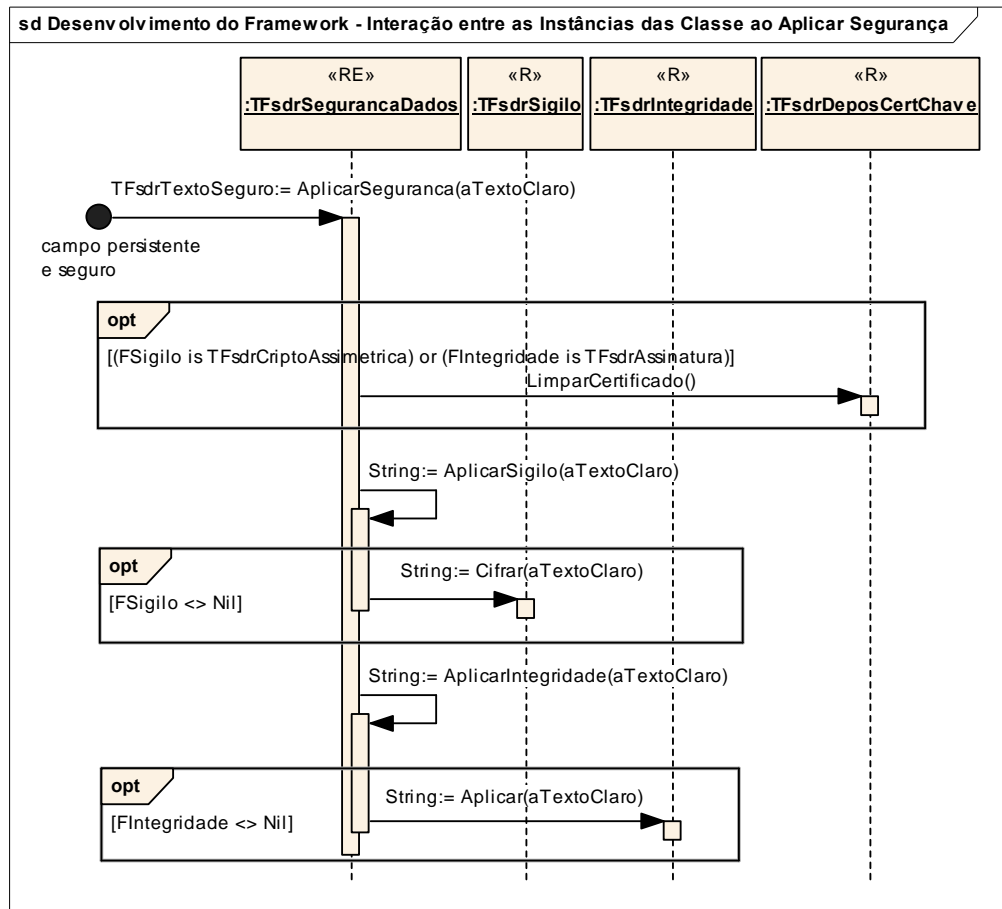 sd Desenvolvimento do Framework - Interação entre as Instâncias das Classe ao Aplicar Segurança
«RE»
:TFsdrSegurancaDados
«R»
:TFsdrSigilo
«R»
:TFsdrIntegridade
«R»
:TFsdrDeposCertChave
TFsdrTextoSeguro:= AplicarSeguranca(aTextoClaro)
campo persistente
e seguro
opt
[(FSigilo is TFsdrCriptoAssimetrica) or (FIntegridade is TFsdrAssinatura)]
LimparCertificado()
String:= AplicarSigilo(aTextoClaro)
opt
String:= Cifrar(aTextoClaro)
[FSigilo <> Nil]
String:= AplicarIntegridade(aTextoClaro)
opt
String:= Aplicar(aTextoClaro)
[FIntegridade <> Nil]